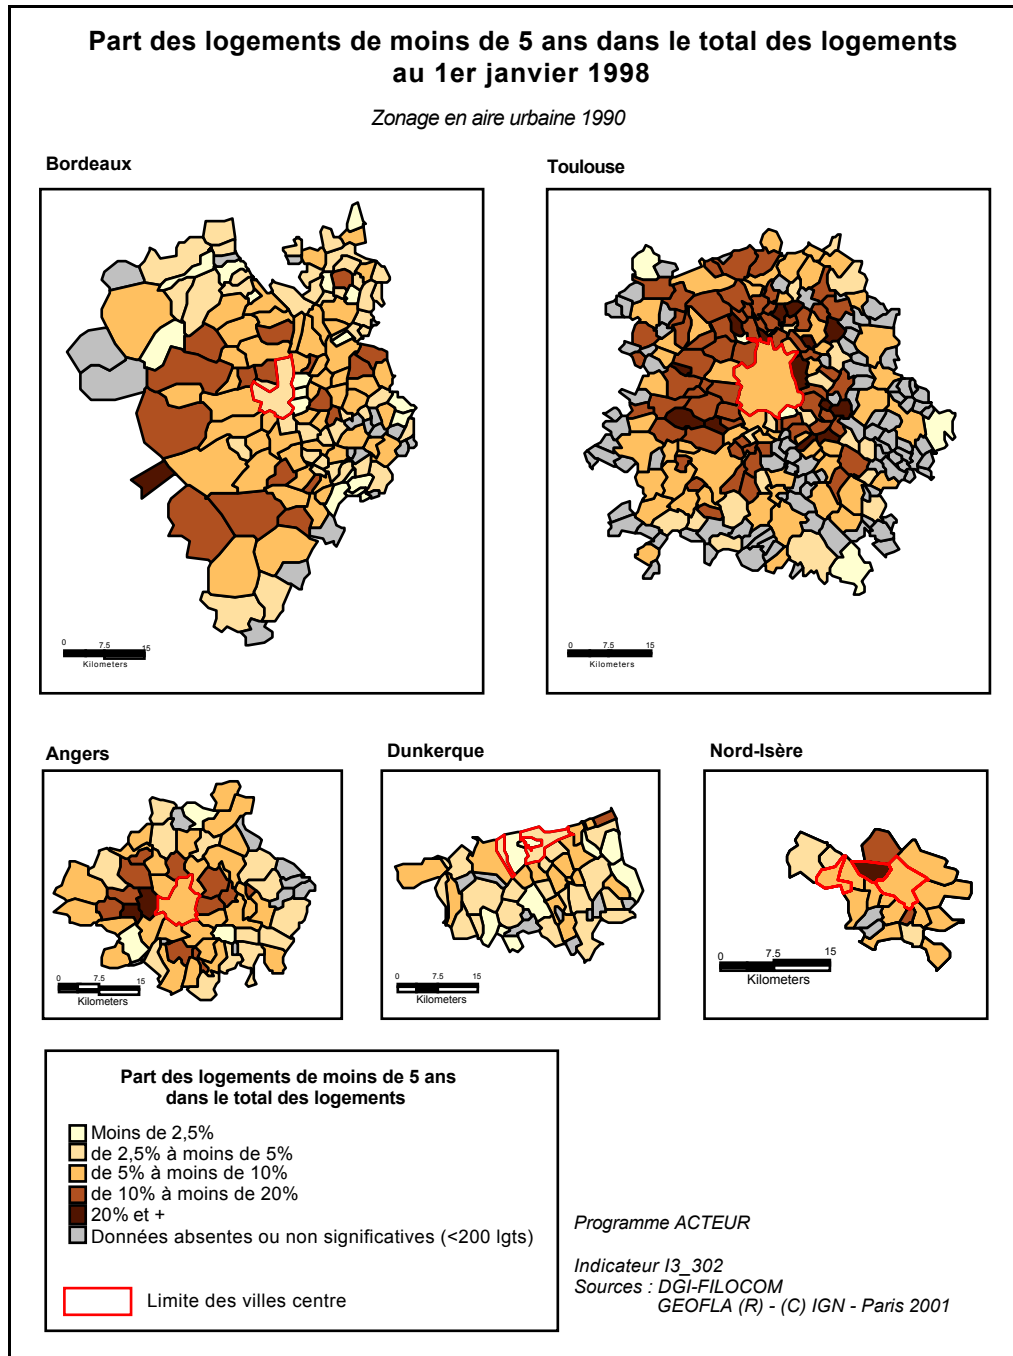 Part des logements de moins de 5 ans dans le total des logements
au 1er janvier 1998
Zonage en aire urbaine 1990
Bordeaux
Toulouse
0 7.5 15
Kilometers
0 7.5 15
Kilometers
Angers
Dunkerque
Nord-Isère
0 7.5 15
Kilometers
0 7.5 15
Kilometers
0 7.5 15
Kilometers
Part des logements de moins de 5 ans
dans le total des logements
Moins de 2,5%
de 2,5% à moins de 5%
de 5% à moins de 10%
de 10% à moins de 20%
20% et +
Données absentes ou non significatives (<200 lgts)
Limite des villes centre
Programme ACTEUR
Indicateur I3_302
Sources : DGI-FILOCOM
GEOFLA (R) - (C) IGN - Paris 2001